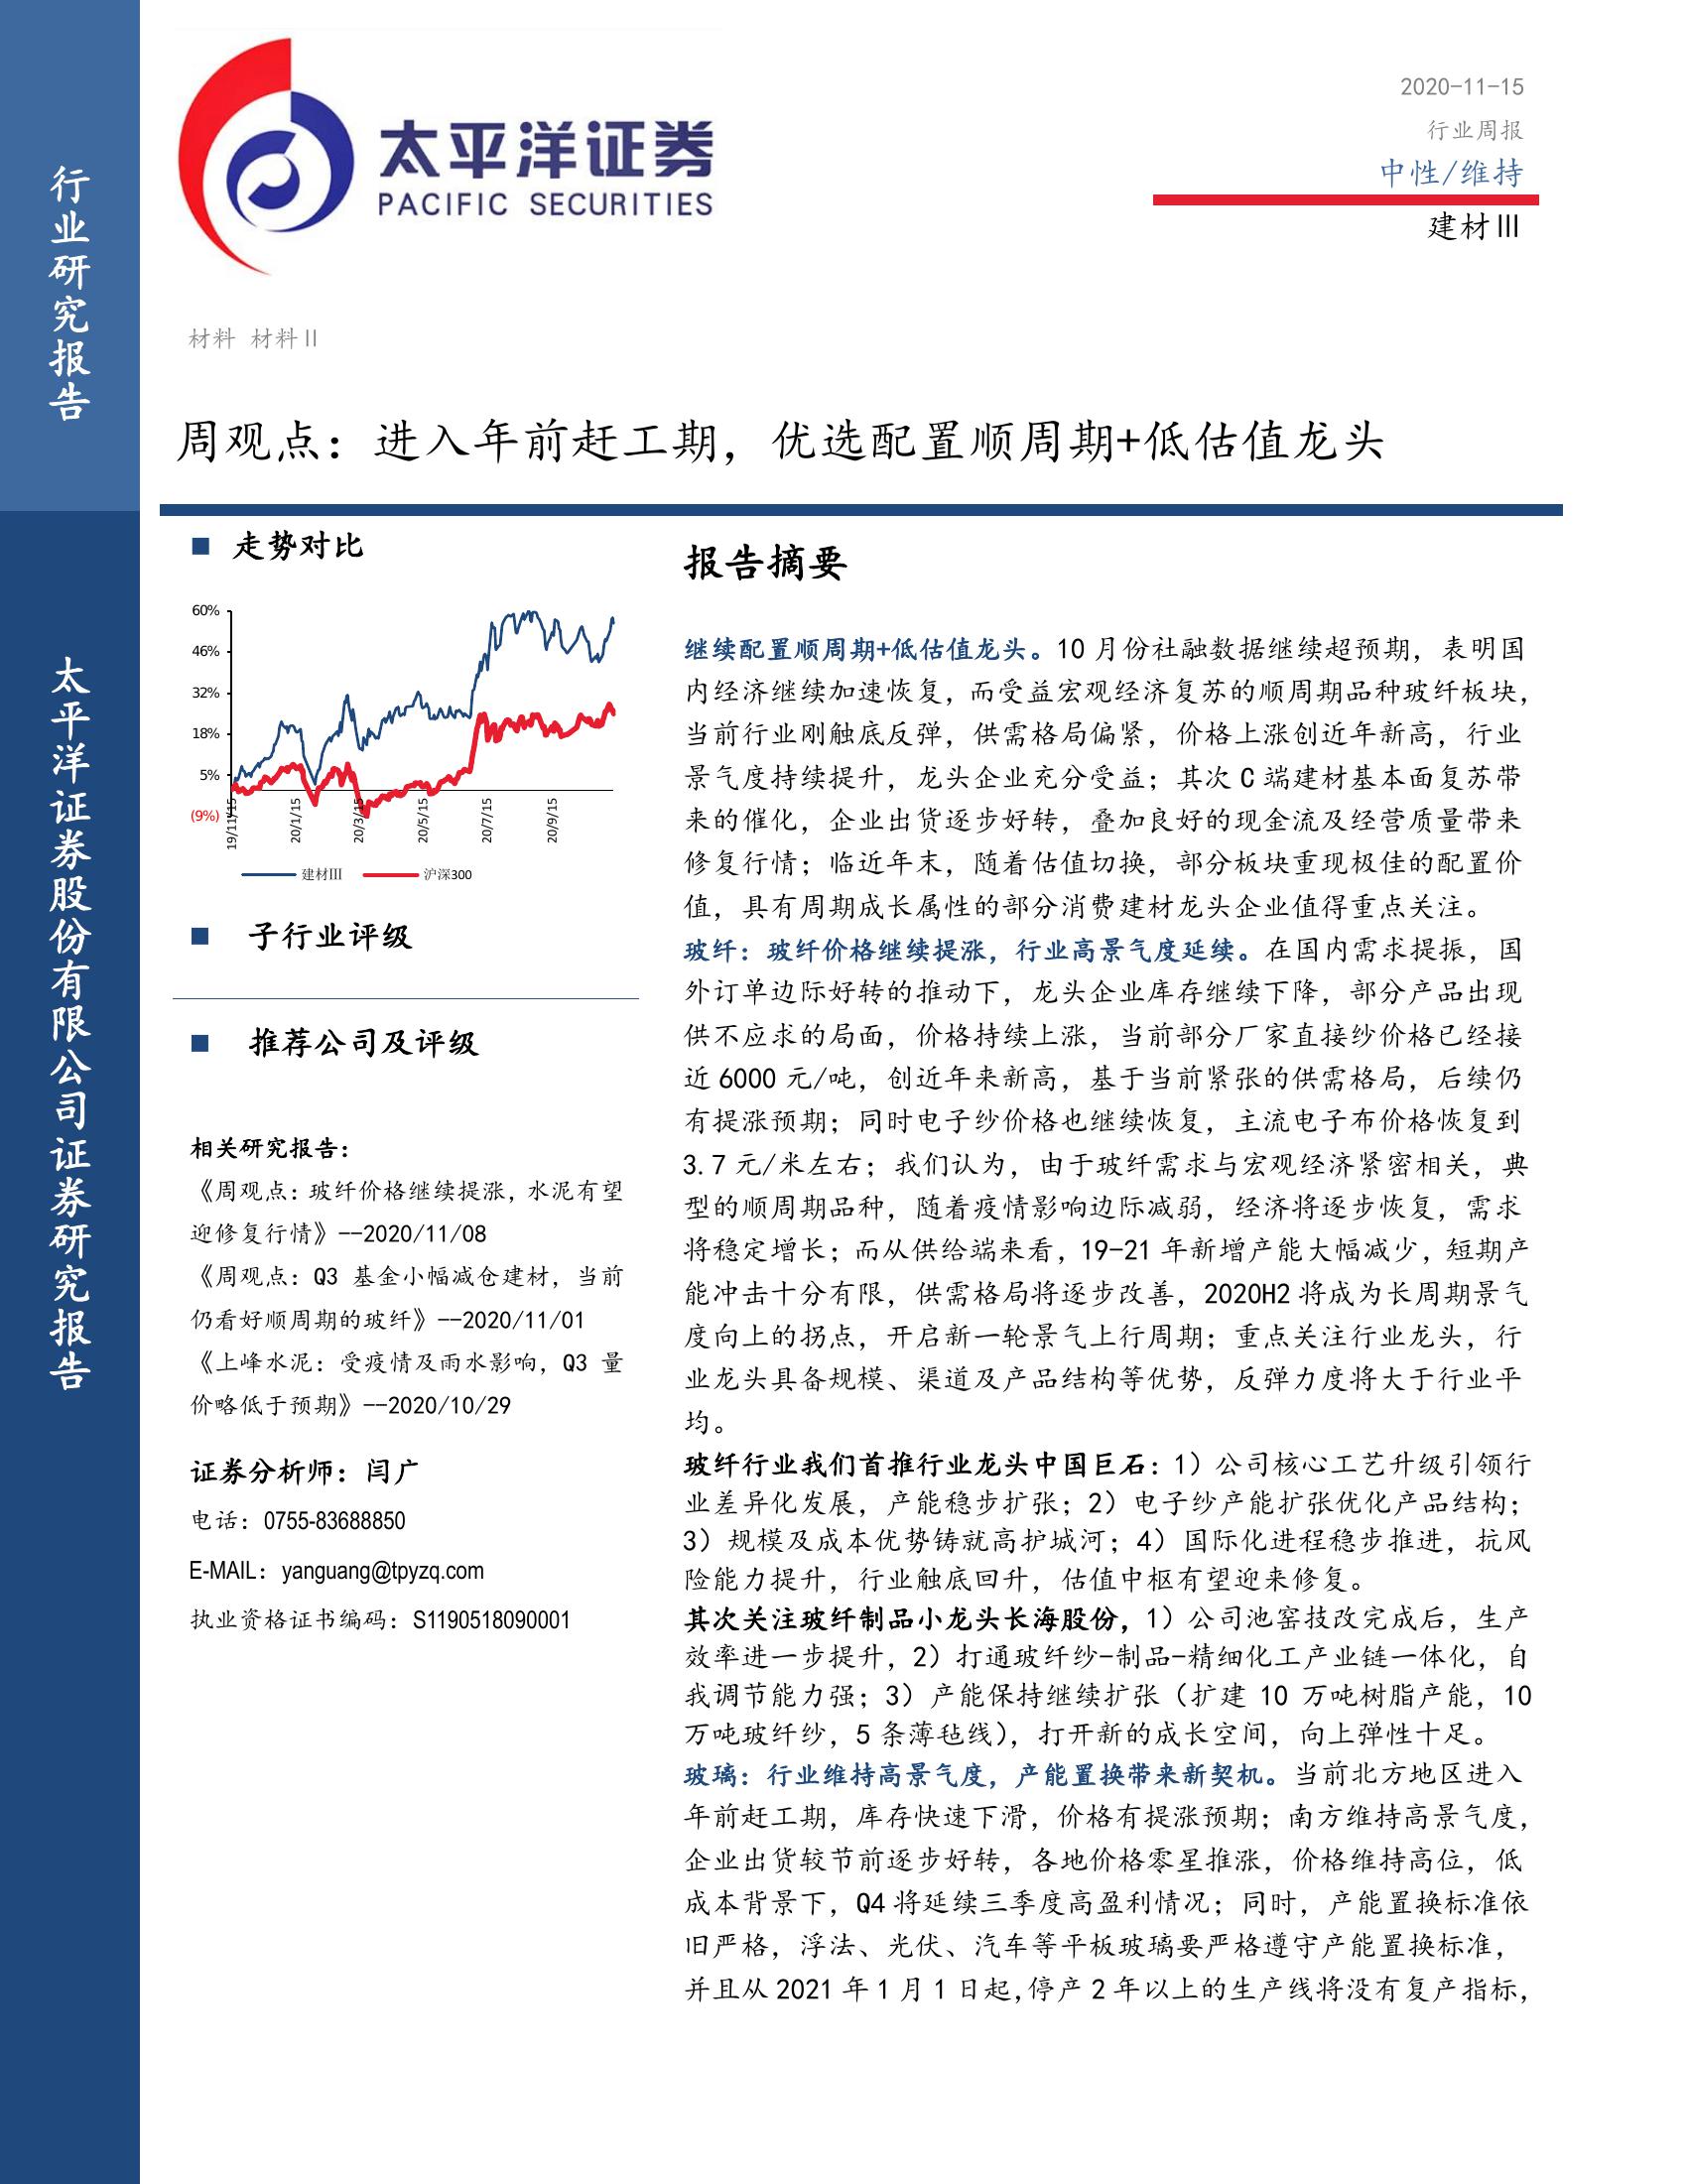 行业研究报告
太平洋证券股份有限公司证券研究报告
太平洋证券
PACIFIC SECURITIES
2020-11-15
行业周报
中性/维持
建材Ⅲ
材料 材料Ⅱ
周观点：进入年前赶工期，优选配置顺周期+低估值龙头
■ 走势对比
60%
46%
32%
18%
5%
(9%)
19/11/15
20/1/15
20/3/15
20/5/15
20/7/15
20/9/15
建材Ⅲ
沪深300
■ 子行业评级
■ 推荐公司及评级
相关研究报告：
《周观点：玻纤价格继续提涨，水泥有望
迎修复行情》--2020/11/08
《周观点：Q3 基金小幅减仓建材，当前
仍看好顺周期的玻纤》--2020/11/01
《上峰水泥：受疫情及雨水影响，Q3 量
价略低于预期》--2020/10/29
证券分析师：闫广
电话：0755-83688850
E-MAIL：yanguang@tpyzq.com
执业资格证书编码：S1190518090001
报告摘要
继续配置顺周期+低估值龙头。10 月份社融数据继续超预期，表明国
内经济继续加速恢复，而受益宏观经济复苏的顺周期品种玻纤板块，
当前行业刚触底反弹，供需格局偏紧，价格上涨创近年新高，行业
景气度持续提升，龙头企业充分受益；其次 C 端建材基本面复苏带
来的催化，企业出货逐步好转，叠加良好的现金流及经营质量带来
修复行情；临近年末，随着估值切换，部分板块重现极佳的配置价
值，具有周期成长属性的部分消费建材龙头企业值得重点关注。
玻纤：玻纤价格继续提涨，行业高景气度延续。在国内需求提振，国
外订单边际好转的推动下，龙头企业库存继续下降，部分产品出现
供不应求的局面，价格持续上涨，当前部分厂家直接纱价格已经接
近 6000 元/吨，创近年来新高，基于当前紧张的供需格局，后续仍
有提涨预期；同时电子纱价格也继续恢复，主流电子布价格恢复到
3.7 元/米左右；我们认为，由于玻纤需求与宏观经济紧密相关，典
型的顺周期品种，随着疫情影响边际减弱，经济将逐步恢复，需求
将稳定增长；而从供给端来看，19-21 年新增产能大幅减少，短期产
能冲击十分有限，供需格局将逐步改善，2020H2 将成为长周期景气
度向上的拐点，开启新一轮景气上行周期；重点关注行业龙头，行
业龙头具备规模、渠道及产品结构等优势，反弹力度将大于行业平
均。
玻纤行业我们首推行业龙头中国巨石：1）公司核心工艺升级引领行
业差异化发展，产能稳步扩张；2）电子纱产能扩张优化产品结构；
3）规模及成本优势铸就高护城河；4）国际化进程稳步推进，抗风
险能力提升，行业触底回升，估值中枢有望迎来修复。
其次关注玻纤制品小龙头长海股份，1）公司池窑技改完成后，生产
效率进一步提升，2）打通玻纤纱-制品-精细化工产业链一体化，自
我调节能力强；3）产能保持继续扩张（扩建 10 万吨树脂产能，10
万吨玻纤纱，5 条薄毡线），打开新的成长空间，向上弹性十足。
玻璃：行业维持高景气度，产能置换带来新契机。当前北方地区进入
年前赶工期，库存快速下滑，价格有提涨预期；南方维持高景气度，
企业出货较节前逐步好转，各地价格零星推涨，价格维持高位，低
成本背景下，Q4 将延续三季度高盈利情况；同时，产能置换标准依
旧严格，浮法、光伏、汽车等平板玻璃要严格遵守产能置换标准，
并且从 2021 年 1 月 1 日起,停产 2 年以上的生产线将没有复产指标，